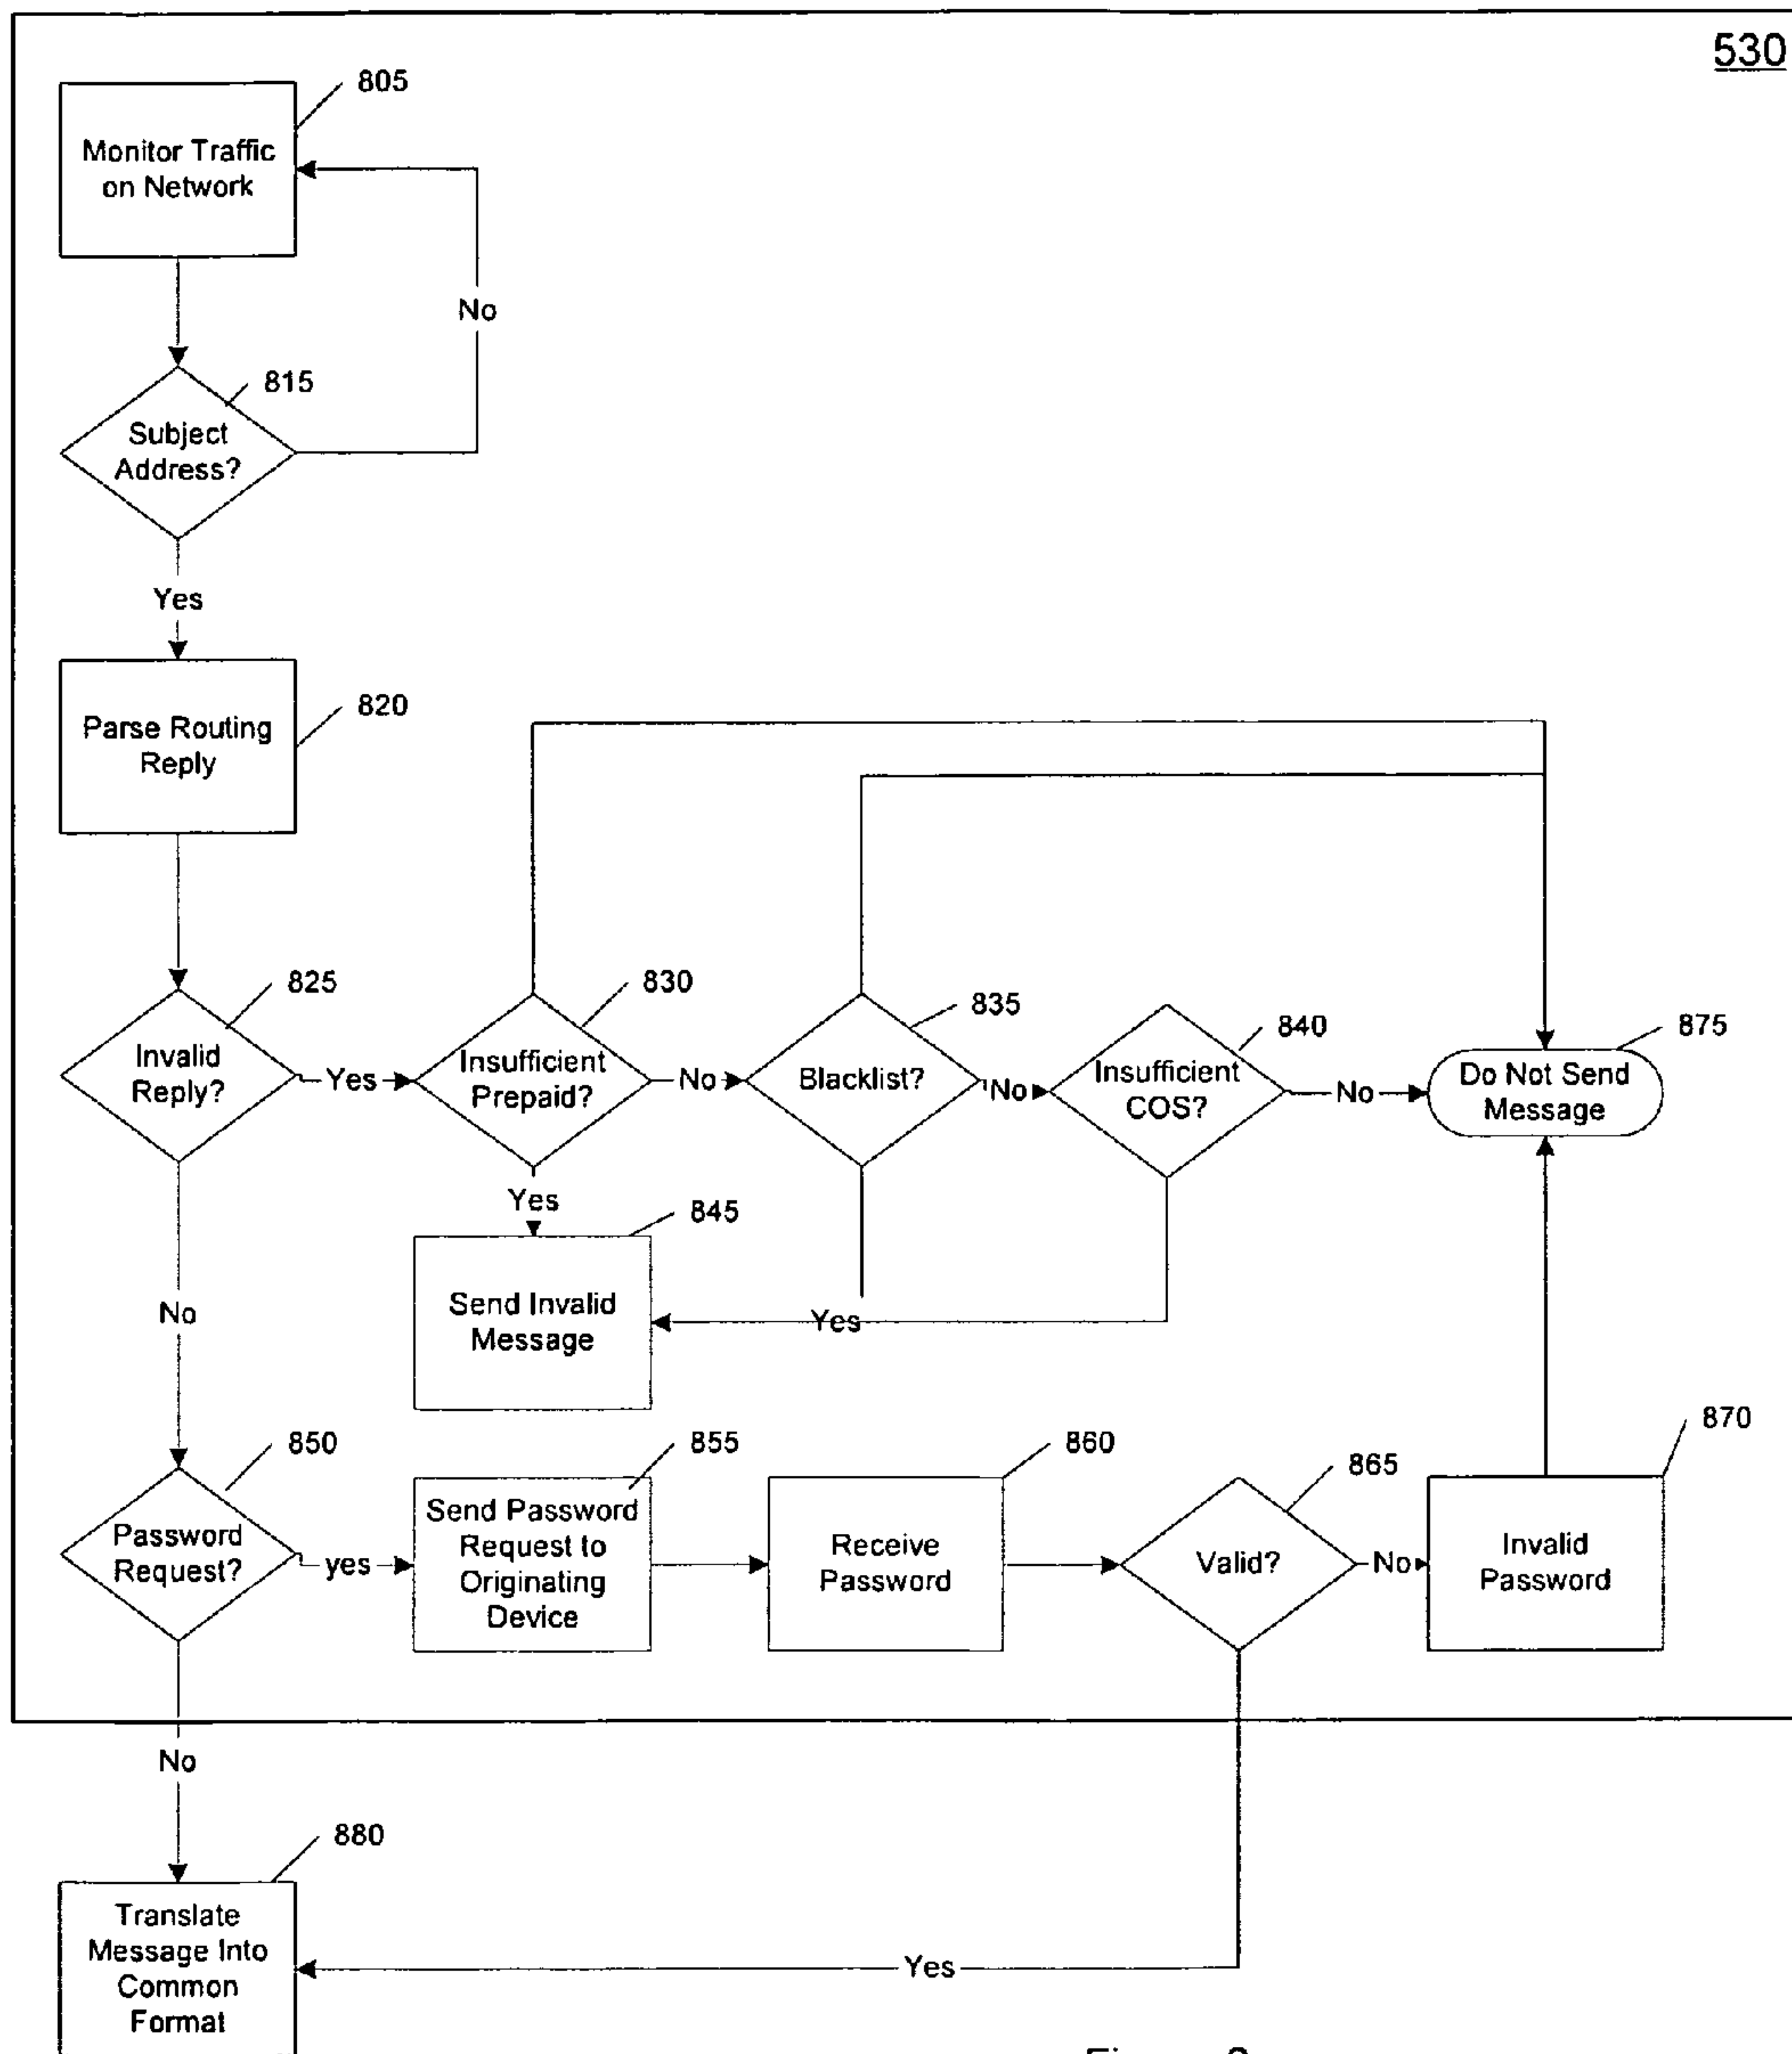 530
805
Monitor Traffic
on Network
No
815
Subject
Address?
Yes
820
Parse Routing
Reply
825
Invalid
Reply?
Yes
830
Insufficient
Prepaid?
No
835
Blacklist?
No
840
Insufficient
COS?
No
875
Do Not Send
Message
Yes
845
Send Invalid
Message
Yes
No
850
Password
Request?
yes
855
Send Password
Request to
Originating
Device
860
Receive
Password
865
Valid?
No
870
Invalid
Password
No
880
Translate
Message Into
Common
Format
Yes